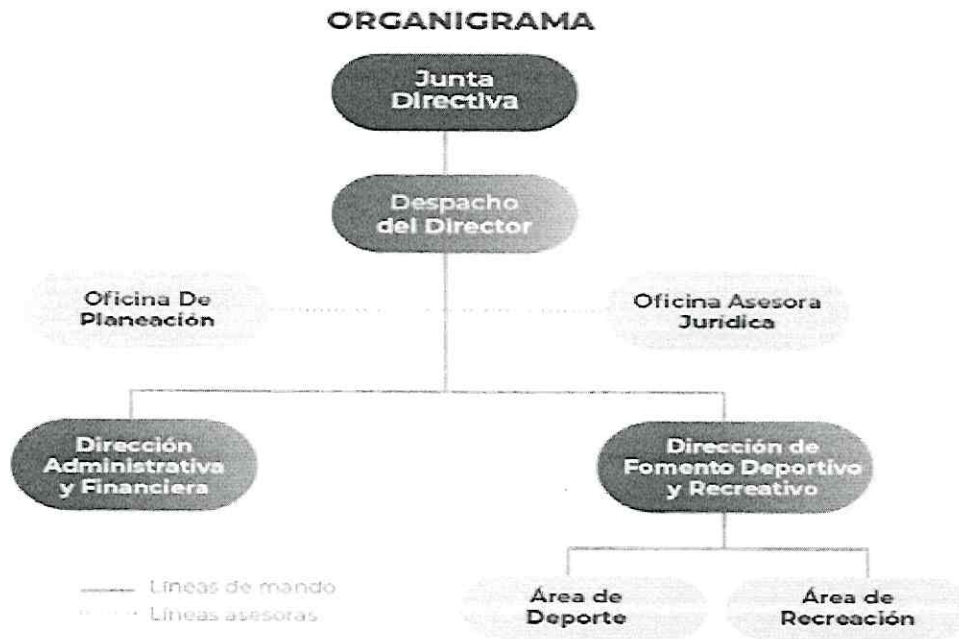 ORGANIGRAMA
Junta
Directiva
Despacho
del Director
Oficina De
Planeación
Oficina Asesora
Jurídica
Dirección
Administrativa
y Financiera
Dirección de
Fomento Deportivo
y Recreativo
Líneas de mando
Líneas asesoras
Área de
Deporte
Área de
Recreación